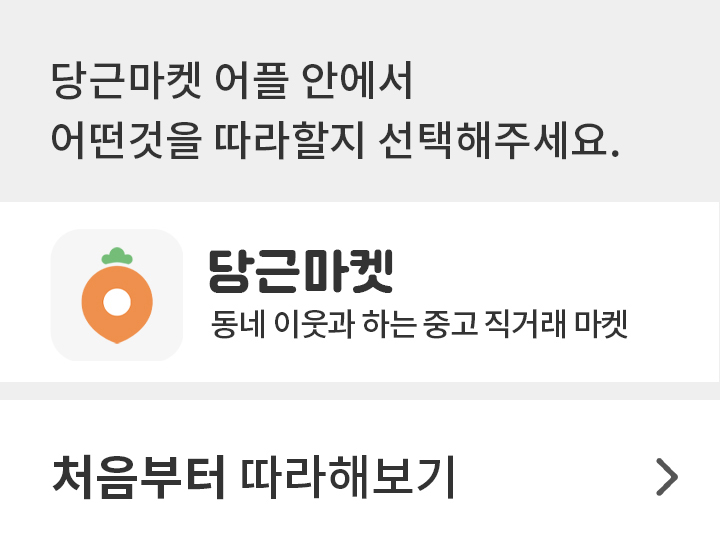 당근마켓 어플 안에서
어떤것을 따라할지 선택해주세요.
당근마켓
동네 이웃과 하는 중고 직거래 마켓
처음부터 따라해보기